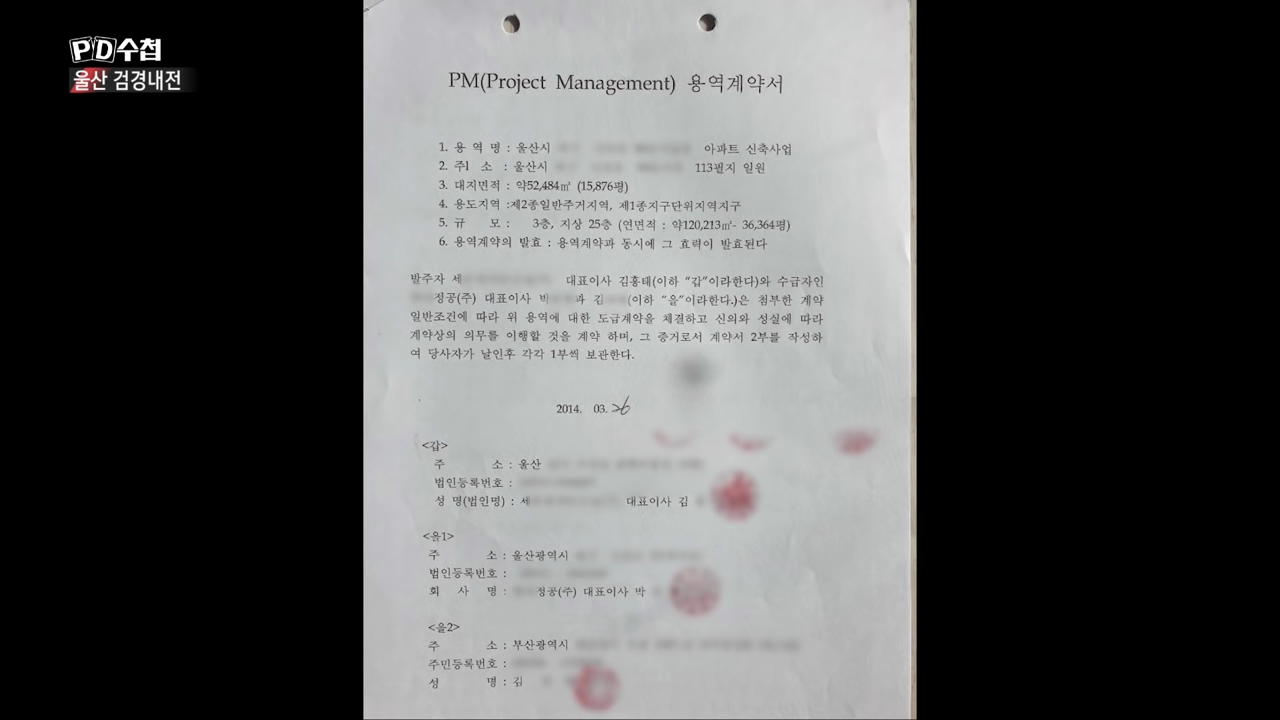 PD수첩
울산 검경내전
PM(Project Management) 용역계약서
1. 용 역 명 : 울산시 아파트 신축사업
2. 주l 소 : 울산시 113필지 일원
3. 대지면적 : 약52,484㎡ (15,876평)
4. 용도지역 :제2종일반주거지역, 제1종지구단위지역지구
5. 규 모 : 3층, 지상 25층 (연면적 : 약120,213㎡- 36,364평)
6. 용역계약의 발효 : 용역계약과 동시에 그 효력이 발효된다
발주자 세 대표이사 김흥태(이하 “갑”이라한다)와 수급자인
정공(주) 대표이사 박 과 김 (이하 “을”이라한다.)은 첨부한 계약
일반조건에 따라 위 용역에 대한 도급계약을 체결하고 신의와 성실에 따라
계약상의 의무를 이행할 것을 계약 하며, 그 증거로서 계약서 2부를 작성하
여 당사자가 날인후 각각 1부씩 보관한다.
2014. 03. 26
<갑>
주 소 : 울산
법인등록번호 :
성 명(법인명) : 세 대표이사 김
<을1>
주 소 : 울산광역시
법인등록번호 :
회 사 명 : 정공(주) 대표이사 박
<을2>
주 소 : 부산광역시
주민등록번호 :
성 명 : 김